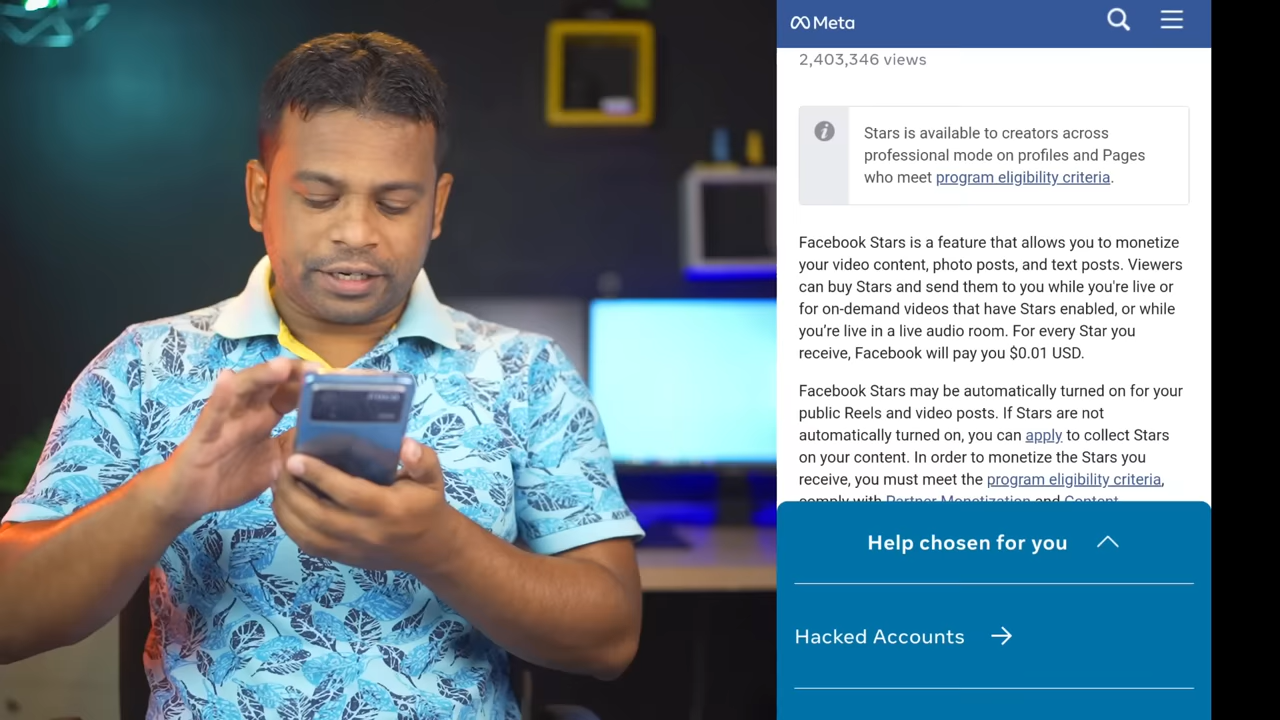 Meta
2,403,346 views
Stars is available to creators across
professional mode on profiles and Pages
who meet program eligibility criteria.
Facebook Stars is a feature that allows you to monetize
your video content, photo posts, and text posts. Viewers
can buy Stars and send them to you while you're live or
for on-demand videos that have Stars enabled, or while
you’re live in a live audio room. For every Star you
receive, Facebook will pay you $0.01 USD.
Facebook Stars may be automatically turned on for your
public Reels and video posts. If Stars are not
automatically turned on, you can apply to collect Stars
on your content. In order to monetize the Stars you
receive, you must meet the program eligibility criteria,
comply with Partner Monetization and Content
Help chosen for you
Hacked Accounts